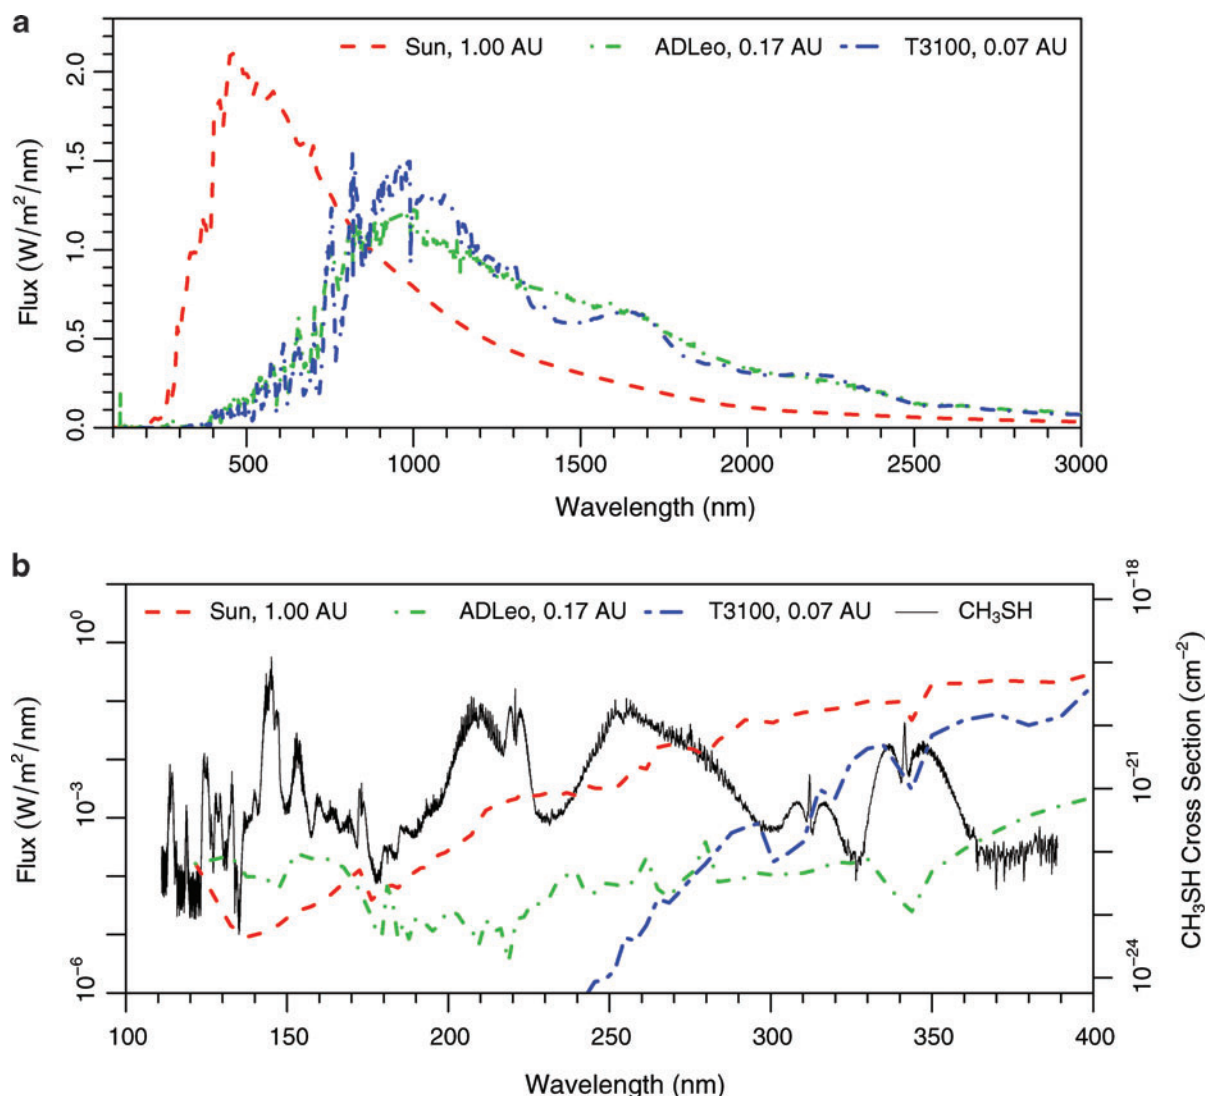 a
Sun, 1.00 AU
ADLeo, 0.17 AU
T3100, 0.07 AU
Flux (W/m²/nm)
2.0
1.5
1.0
0.5
0.0
500
1000
1500
2000
2500
3000
Wavelength (nm)
b
Sun, 1.00 AU
ADLeo, 0.17 AU
T3100, 0.07 AU
CH₃SH
Flux (W/m²/nm)
10⁰
10⁻³
10⁻⁶
CH₃SH Cross Section (cm⁻²)
10⁻¹⁸
10⁻²¹
10⁻²⁴
100
150
200
250
300
350
400
Wavelength (nm)